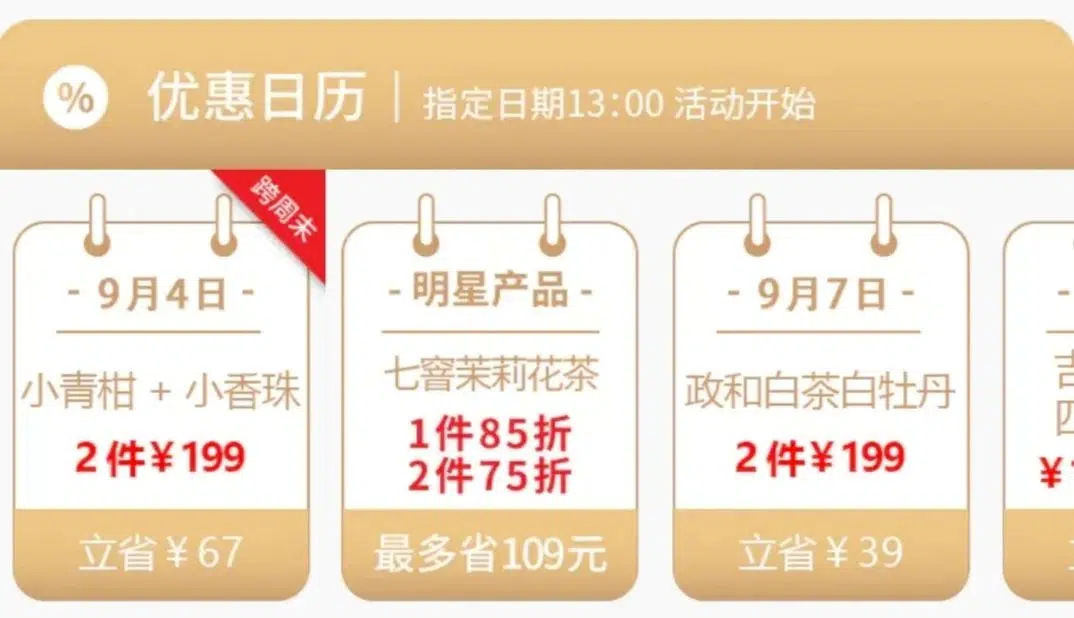 %
优惠日历 | 指定日期13:00 活动开始
跨周末
- 9月4日 -
小青柑 + 小香珠
2件¥199
立省¥67
- 明星产品 -
七窨茉莉花茶
1件85折
2件75折
最多省109元
- 9月7日 -
政和白茶白牡丹
2件¥199
立省¥39
-
¥1